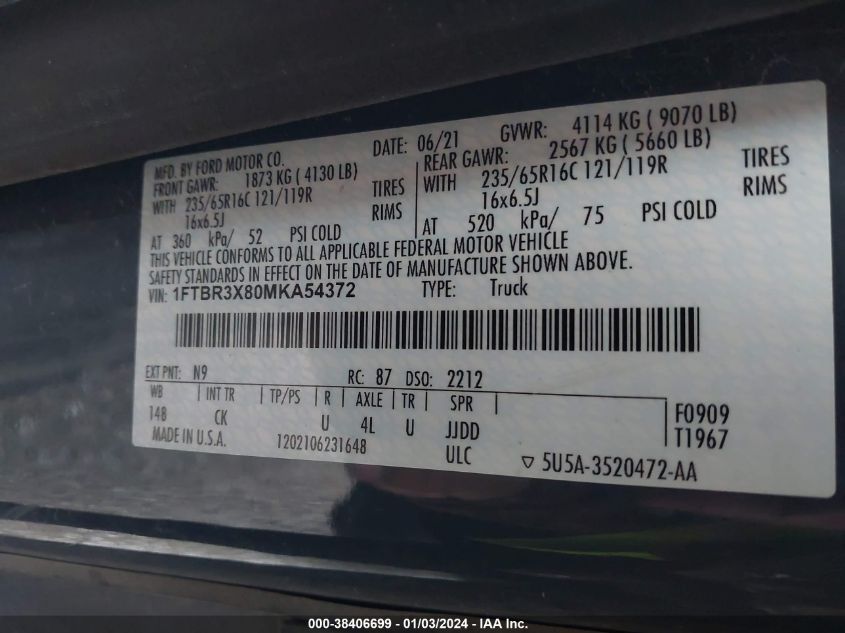 MFD. BY FORD MOTOR CO. DATE: 06/21 GVWR: 4114 KG ( 9070 LB)
FRONT GAWR: 1873 KG ( 4130 LB) REAR GAWR: 2567 KG ( 5660 LB)
WITH 235/65R16C 121/119R TIRES WITH 235/65R16C 121/119R TIRES
16x6.5J RIMS 16x6.5J RIMS
AT 360 kPa/ 52 PSI COLD AT 520 kPa/ 75 PSI COLD
THIS VEHICLE CONFORMS TO ALL APPLICABLE FEDERAL MOTOR VEHICLE
SAFETY STANDARDS IN EFFECT ON THE DATE OF MANUFACTURE SHOWN ABOVE.
VIN: 1FTBR3X80MKA54372 TYPE: Truck
EXT PNT: N9 RC: 87 DSO: 2212
WB INT TR TP/PS R AXLE TR SPR F0909
148 CK U 4L U JJDD T1967
MADE IN U.S.A. 1202106231648 ULC ▽ 5U5A-3520472-AA
000-38406699 - 01/03/2024 - IAA Inc.